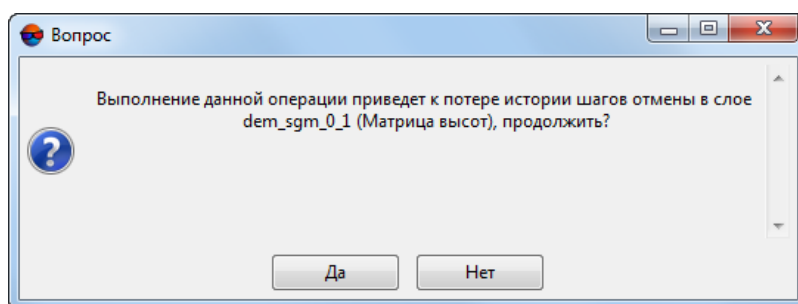 Вопрос
Выполнение данной операции приведет к потере истории шагов отмены в слое
dem_sgm_0_1 (Матрица высот), продолжить?
Да Нет